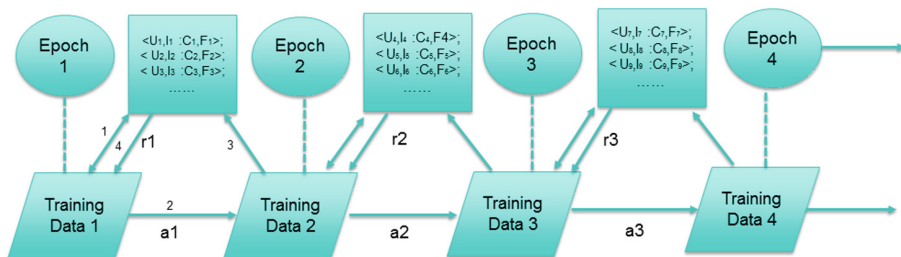 Epoch
1
<U1,I1 :C1,F1>;
< U2,I2 :C2,F2>;
< U3,I3 :C3,F3>;
......
Epoch
2
<U4,I4 :C4,F4>;
< U5,I5 :C5,F5>;
< U6,I6 :C6,F6>;
......
Epoch
3
<U7,I7 :C7,F7>;
< U8,I8 :C8,F8>;
< U9,I9 :C9,F9>;
......
Epoch
4
1
4
r1
3
r2
r3
Training
Data 1
2
a1
Training
Data 2
a2
Training
Data 3
a3
Training
Data 4